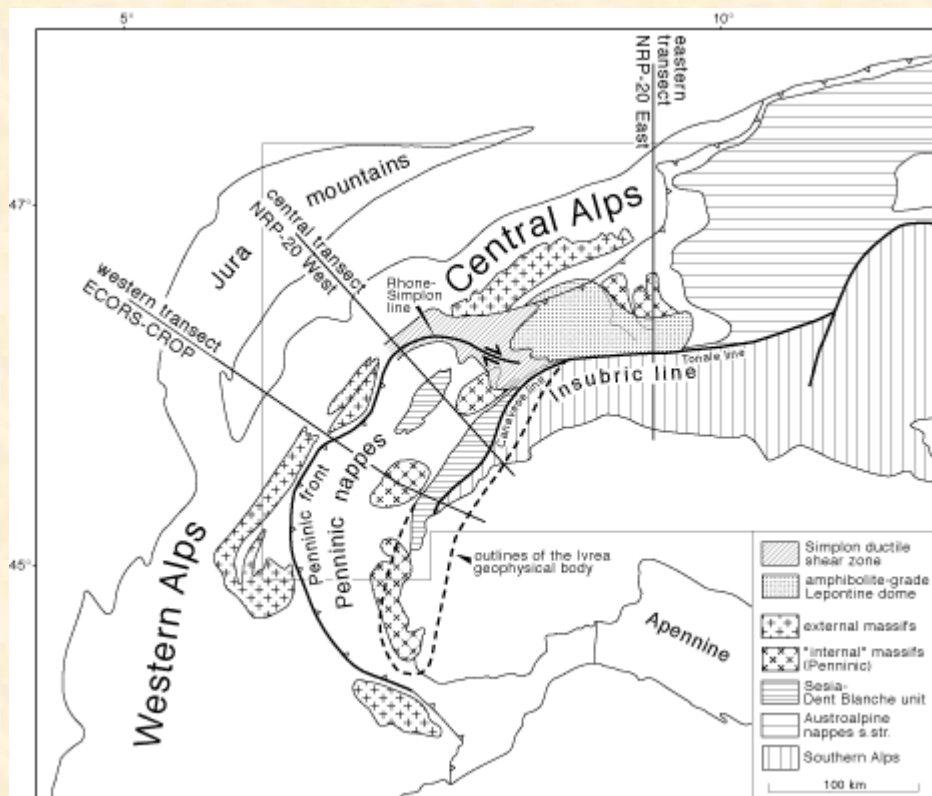 5°
10°
47°
45°
eastern
transect
NRP-20 East
Jura
mountains
central transect
NRP-20 West
western transect
ECORS-CROP
Central Alps
Rhone-
Simplon
line
Tonale line
Insubric line
Canavese line
Penninic front
Penninic nappes
Western Alps
outlines of the Ivrea
geophysical body
Apennine
Simplon ductile
shear zone
amphibolite-grade
Lepontine dome
external massifs
"internal" massifs
(Penninic)
Sesia-
Dent Blanche unit
Austroalpine
nappes s.str.
Southern Alps
100 km